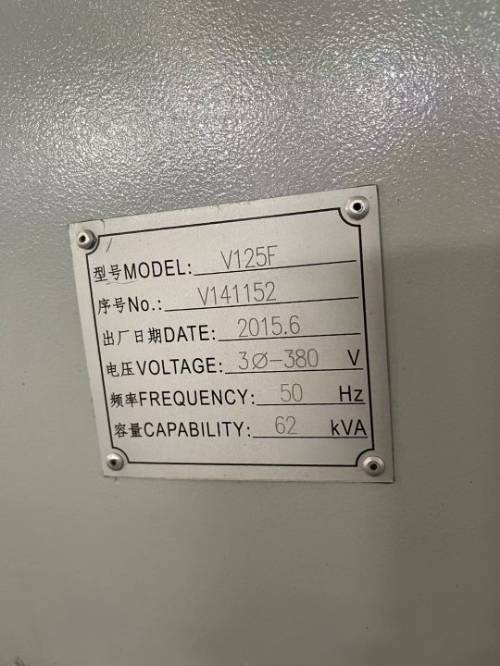 型号MODEL: V125F
序号No.: V141152
出厂日期DATE: 2015.6
电压VOLTAGE: 3Ø-380 V
频率FREQUENCY: 50 Hz
容量CAPABILITY: 62 kVA